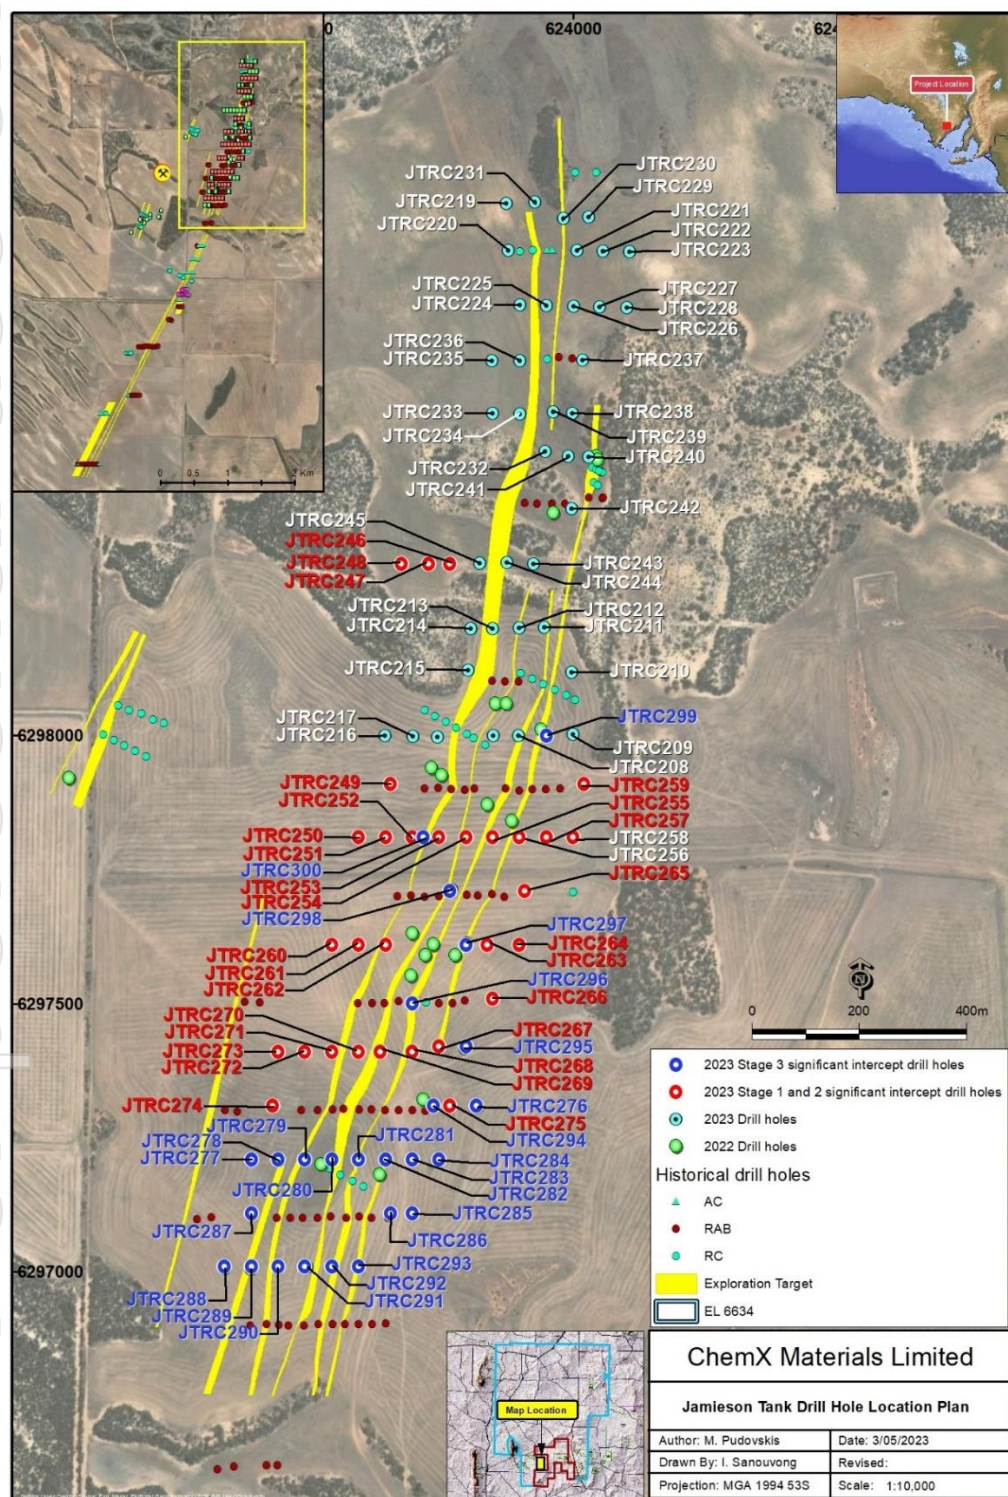 0
624000
624
Project Location
0 0.5 1 2 Km
JTRC231
JTRC230
JTRC219
JTRC229
JTRC220
JTRC221
JTRC222
JTRC223
JTRC225
JTRC227
JTRC224
JTRC228
JTRC226
JTRC236
JTRC235
JTRC237
JTRC233
JTRC238
JTRC234
JTRC239
JTRC232
JTRC240
JTRC241
JTRC242
JTRC245
JTRC246
JTRC248
JTRC243
JTRC247
JTRC244
JTRC213
JTRC212
JTRC214
JTRC211
JTRC215
JTRC210
JTRC217
JTRC299
6298000
JTRC216
JTRC209
JTRC208
JTRC249
JTRC259
JTRC252
JTRC255
JTRC257
JTRC250
JTRC258
JTRC251
JTRC256
JTRC300
JTRC253
JTRC265
JTRC254
JTRC298
JTRC297
JTRC260
JTRC264
JTRC261
JTRC263
JTRC262
JTRC296
6297500
JTRC266
N
0 200 400m
JTRC270
JTRC271
JTRC267
JTRC273
JTRC295
JTRC272
JTRC268
JTRC269
JTRC274
JTRC276
JTRC275
JTRC279
JTRC294
JTRC278
JTRC281
JTRC277
JTRC284
JTRC283
JTRC280
JTRC282
JTRC287
JTRC285
JTRC286
6297000
JTRC293
JTRC288
JTRC292
JTRC289
JTRC291
JTRC290
2023 Stage 3 significant intercept drill holes
2023 Stage 1 and 2 significant intercept drill holes
2023 Drill holes
2022 Drill holes
Historical drill holes
AC
RAB
RC
Exploration Target
EL 6634
Map Location
ChemX Materials Limited
Jamieson Tank Drill Hole Location Plan
Author: M. Pudovskis
Date: 3/05/2023
Drawn By: I. Sanouvong
Revised:
Projection: MGA 1994 53S
Scale: 1:10,000